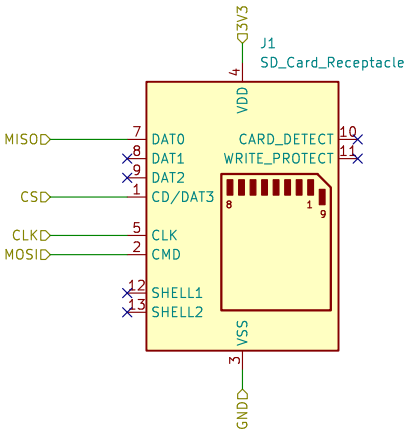 3V3
J1
SD_Card_Receptacle
4
VDD
MISO 7 DAT0 CARD_DETECT 10
8 DAT1 WRITE_PROTECT 11
9 DAT2
CS 1 CD/DAT3
8 1
9
CLK 5 CLK
MOSI 2 CMD
12 SHELL1
13 SHELL2
VSS
3
GND